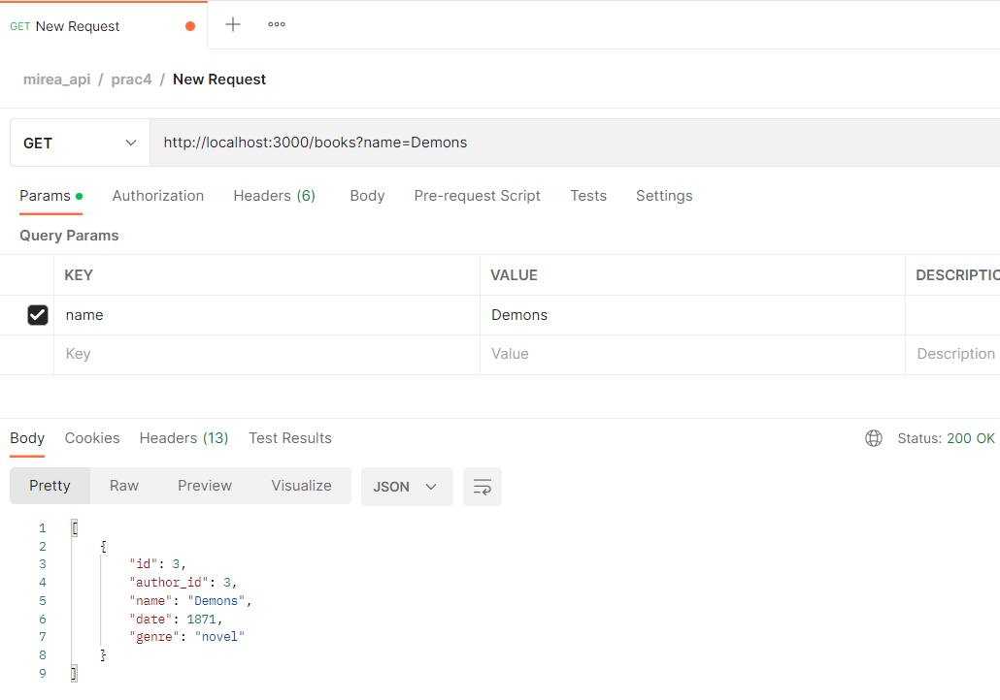 GET New Request
mirea_api / prac4 / New Request
GET http://localhost:3000/books?name=Demons
Params Authorization Headers (6) Body Pre-request Script Tests Settings
Query Params
KEY VALUE DESCRIPTIO
name Demons
Key Value Description
Body Cookies Headers (13) Test Results Status: 200 OK
Pretty Raw Preview Visualize JSON
1 [
2 {
3 "id": 3,
4 "author_id": 3,
5 "name": "Demons",
6 "date": 1871,
7 "genre": "novel"
8 }
9 ]